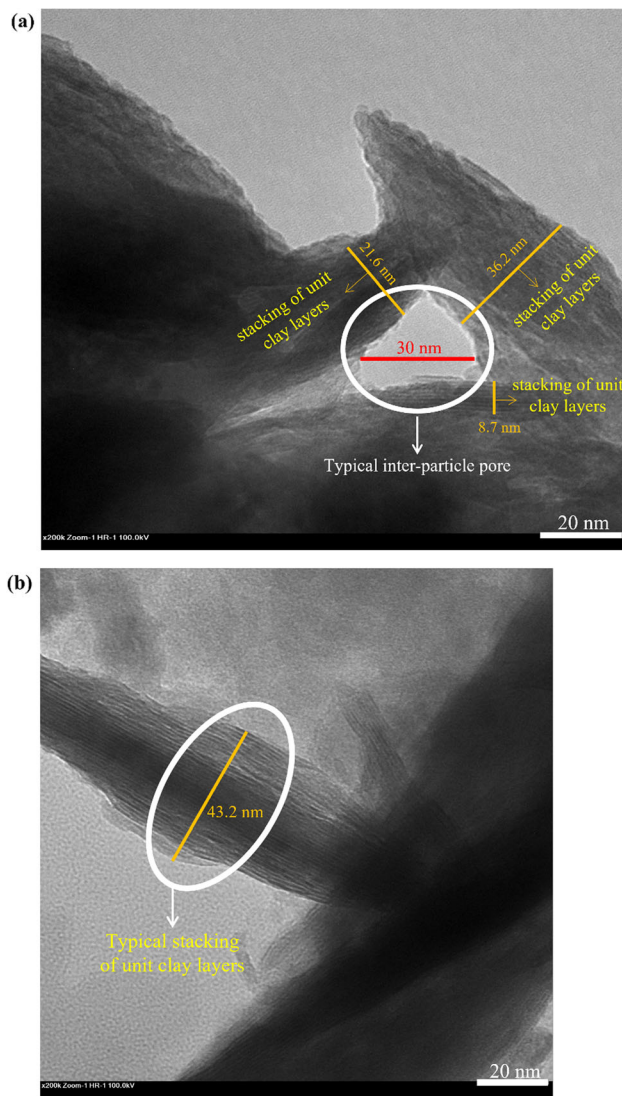 (a)
21.6 nm
36.2 nm
stacking of unit
clay layers
stacking of unit
clay layers
30 nm
stacking of unit
clay layers
8.7 nm
Typical inter-particle pore
20 nm
x200k Zoom-1 HR-1 100.0kV
(b)
43.2 nm
Typical stacking
of unit clay layers
20 nm
x200k Zoom-1 HR-1 100.0kV